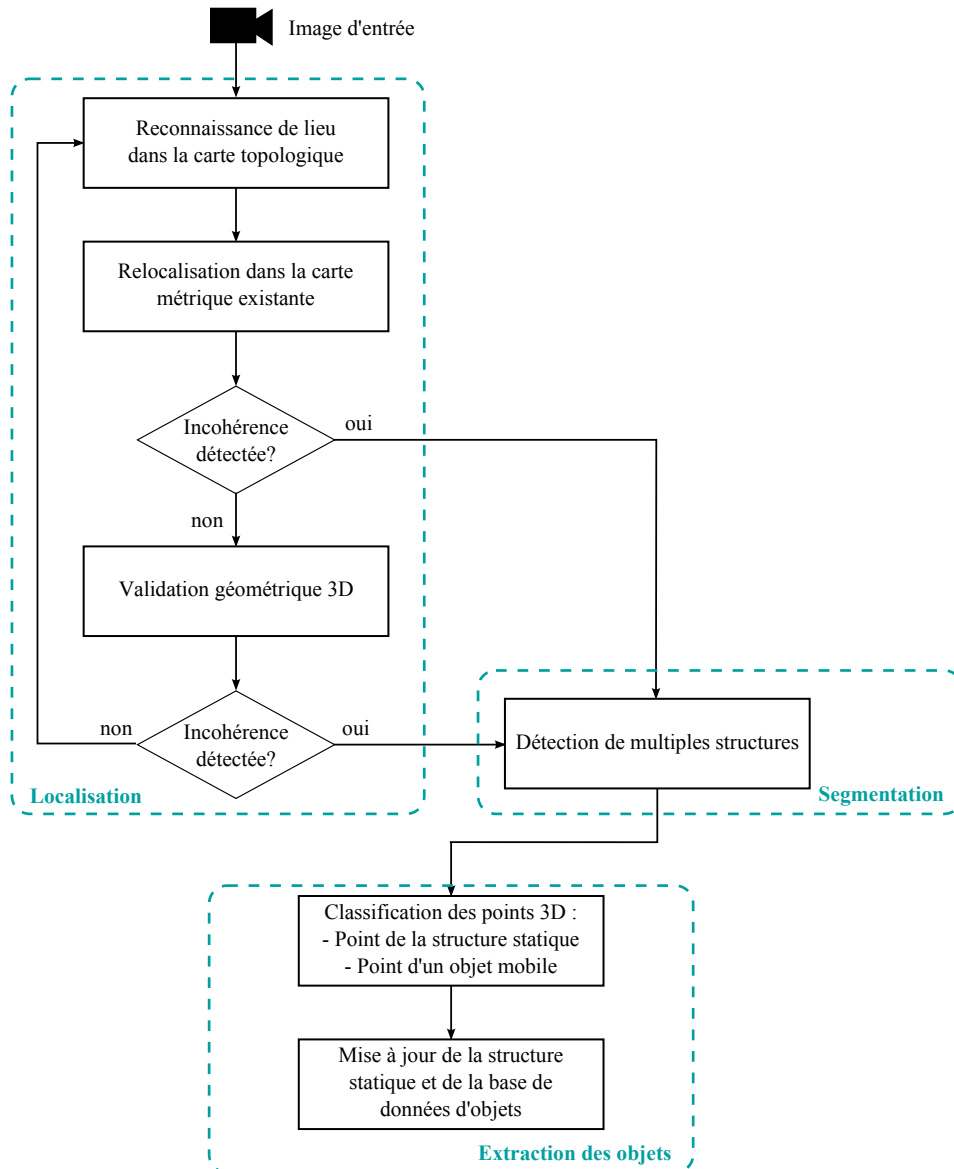 Image d'entrée
Reconnaissance de lieu
dans la carte topologique
Relocalisation dans la carte
métrique existante
Incohérence
détectée?
oui
non
Validation géométrique 3D
Incohérence
détectée?
non
oui
Localisation
Détection de multiples structures
Segmentation
Classification des points 3D :
- Point de la structure statique
- Point d'un objet mobile
Mise à jour de la structure
statique et de la base de
données d'objets
Extraction des objets